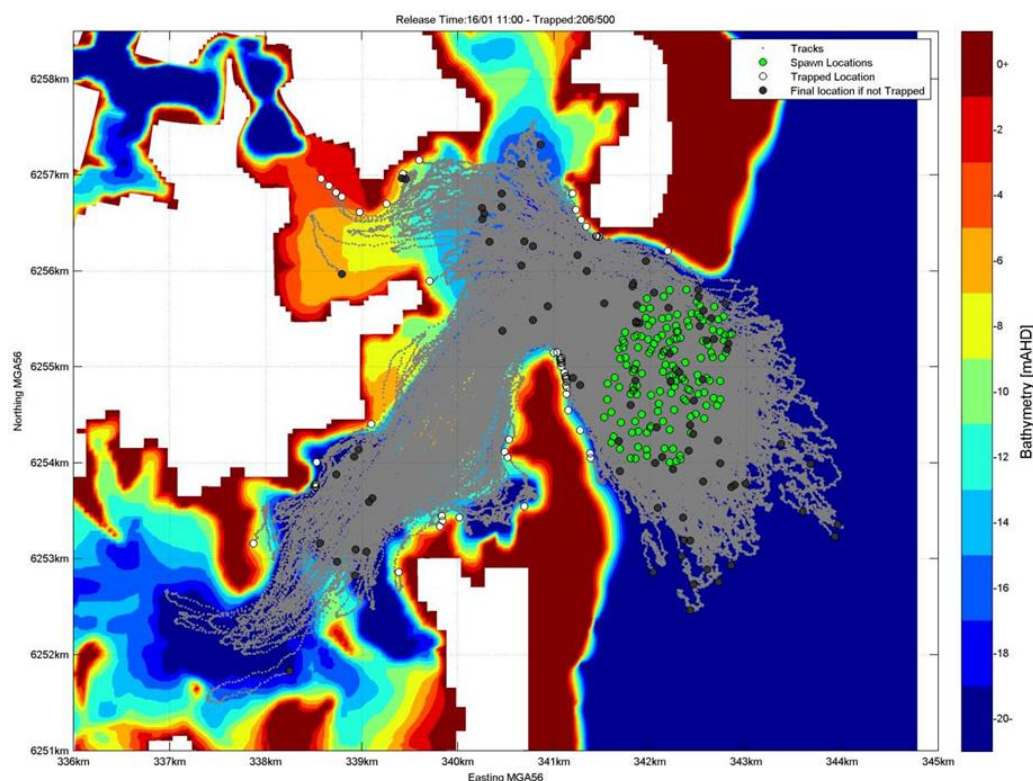 Release Time:16/01 11:00 - Trapped:206/500
Tracks
Spawn Locations
Trapped Location
Final location if not Trapped
6258km
6257km
6256km
6255km
6254km
6253km
6252km
6251km
Northing MGA56
336km 337km 338km 339km 340km 341km 342km 343km 344km 345km
Easting MGA56
0+
-2
-4
-6
-8
-10
-12
-14
-16
-18
20-
Bathymetry [mAHD]